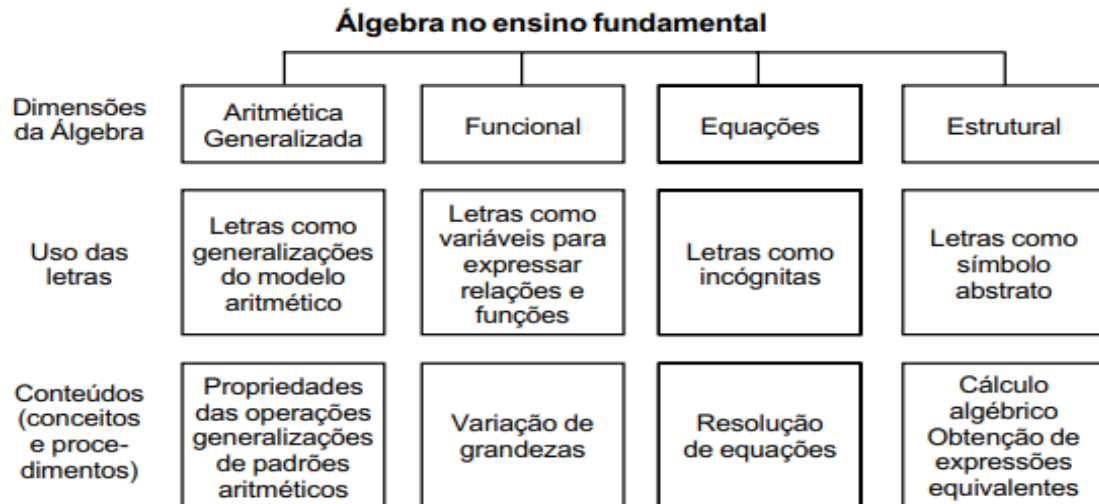 Álgebra no ensino fundamental
Dimensões
da Álgebra
Aritmética
Generalizada
Funcional
Equações
Estrutural
Uso das
letras
Letras como
generalizações
do modelo
aritmético
Letras como
variáveis para
expressar
relações e
funções
Letras como
incógnitas
Letras como
símbolo
abstrato
Conteúdos
(conceitos
e proce-
dimentos)
Propriedades
das operações
generalizações
de padrões
aritméticos
Variação de
grandezas
Resolução
de equações
Cálculo
algébrico
Obtenção de
expressões
equivalentes